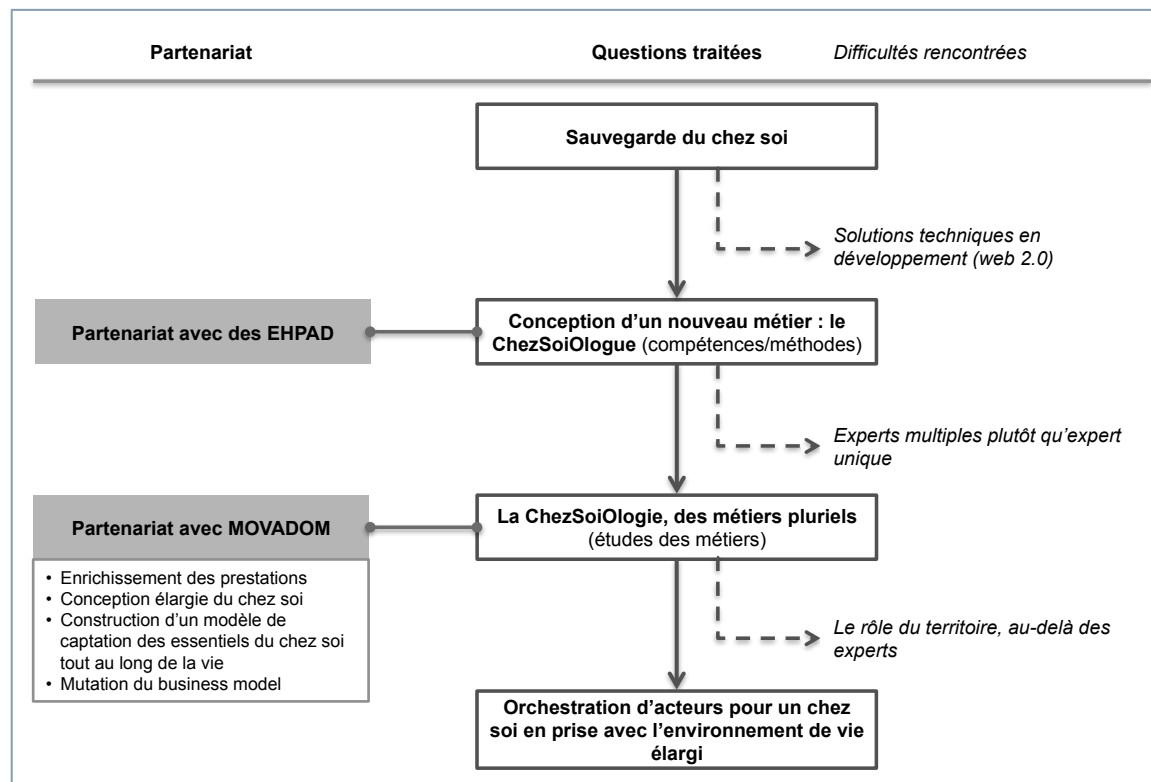 Partenariat
Questions traitées
Difficultés rencontrées
Sauvegarde du chez soi
Solutions techniques en
développement (web 2.0)
Partenariat avec des EHPAD
Conception d’un nouveau métier : le
ChezSoiOlogue (compétences/méthodes)
Experts multiples plutôt qu’expert
unique
Partenariat avec MOVADOM
• Enrichissement des prestations
• Conception élargie du chez soi
• Construction d’un modèle de
captation des essentiels du chez soi
tout au long de la vie
• Mutation du business model
La ChezSoiOlogie, des métiers pluriels
(études des métiers)
Le rôle du territoire, au-delà des
experts
Orchestration d’acteurs pour un chez
soi en prise avec l’environnement de vie
élargi